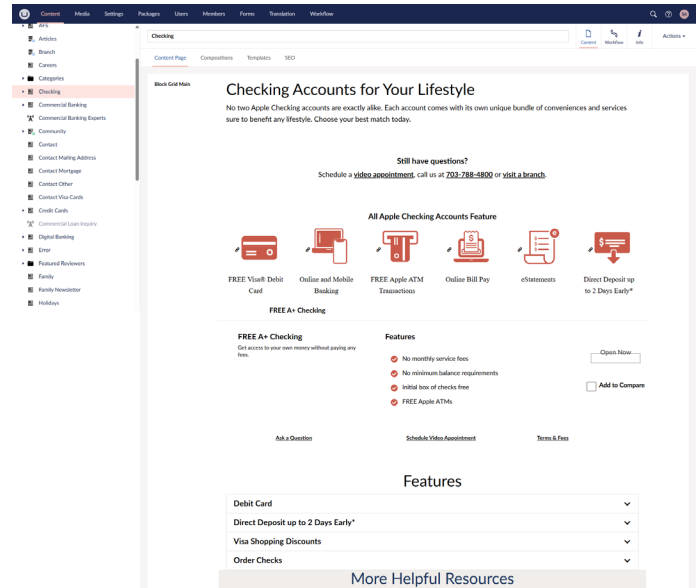 Content Media Settings Packages Users Members Forms Translation Workflow
AFS
Articles
Branch
Careers
Categories
Checking
Commercial Banking
Commercial Banking Experts
Community
Contact
Contact Mailing Address
Contact Mortgage
Contact Other
Contact Visa Cards
Credit Cards
Commercial Loan Inquiry
Digital Banking
Error
Featured Reviewers
Family
Family Newsletter
Holidays
Checking
Content Workflow Info
Actions
Content Page Compositions Templates SEO
Block Grid Main
Checking Accounts for Your Lifestyle
No two Apple Checking accounts are exactly alike. Each account comes with its own unique bundle of conveniences and services
sure to benefit any lifestyle. Choose your best match today.
Still have questions?
Schedule a video appointment, call us at 703-788-4800 or visit a branch.
All Apple Checking Accounts Feature
FREE Visa® Debit
Card
Online and Mobile
Banking
FREE Apple ATM
Transactions
Online Bill Pay
eStatements
Direct Deposit up
to 2 Days Early*
FREE A+ Checking
FREE A+ Checking
Get access to your own money without paying any
fees.
Features
No monthly service fees
No minimum balance requirements
Initial box of checks free
FREE Apple ATMs
Open Now
Add to Compare
Ask a Question
Schedule Video Appointment
Terms & Fees
Features
Debit Card
Direct Deposit up to 2 Days Early*
Visa Shopping Discounts
Order Checks
More Helpful Resources